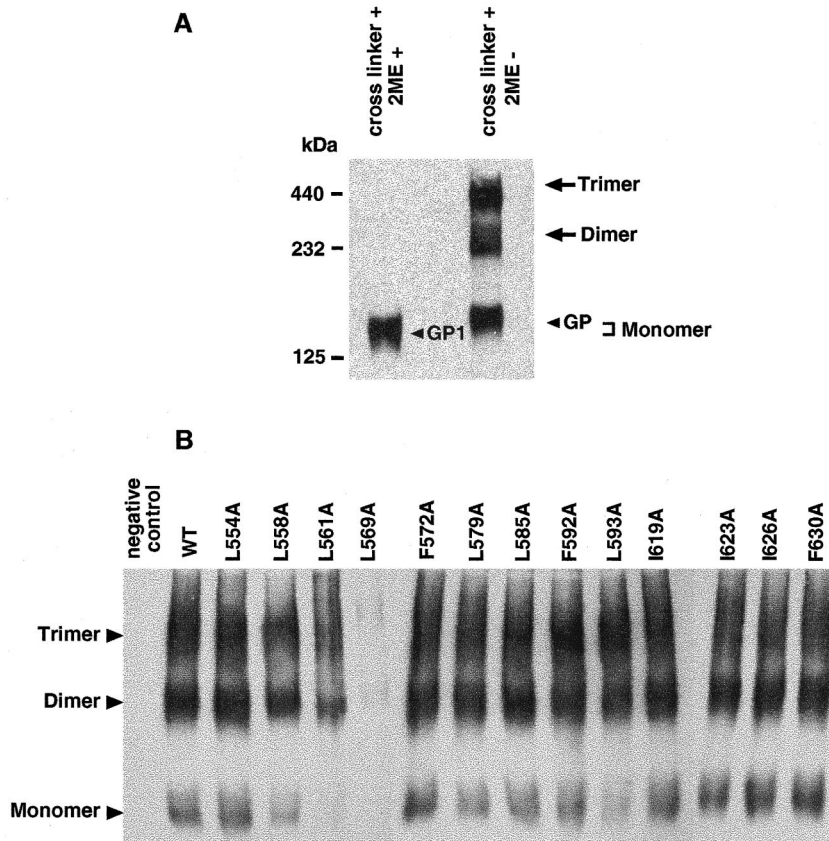 A
cross linker +
2ME +
cross linker +
2ME -
kDa
440
232
125
Trimer
Dimer
GP
Monomer
GP1
B
negative
control
WT
L554A
L558A
L561A
L569A
F572A
L579A
L585A
F592A
L593A
I619A
I623A
I626A
F630A
Trimer
Dimer
Monomer